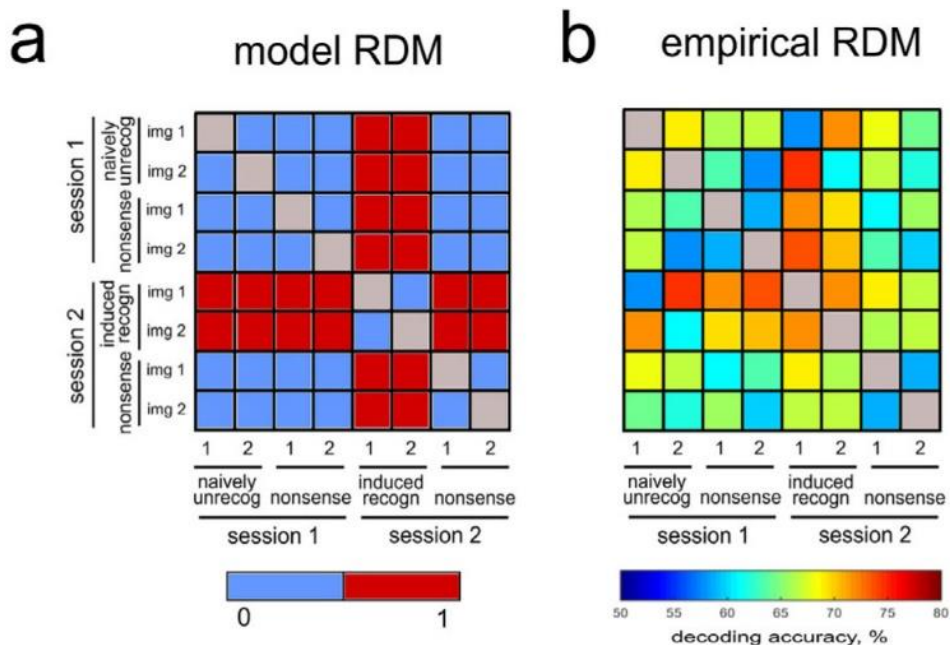 a
model RDM
b
empirical RDM
session 1
naively
unrecog
nonsense
session 2
induced
recogn
nonsense
img 1
img 2
img 1
img 2
img 1
img 2
img 1
img 2
1 2 1 2 1 2 1 2
naively
unrecog
nonsense
induced
recogn
nonsense
session 1
session 2
0 1
1 2 1 2 1 2 1 2
naively
unrecog
nonsense
induced
recogn
nonsense
session 1
session 2
50 55 60 65 70 75 80
decoding accuracy, %